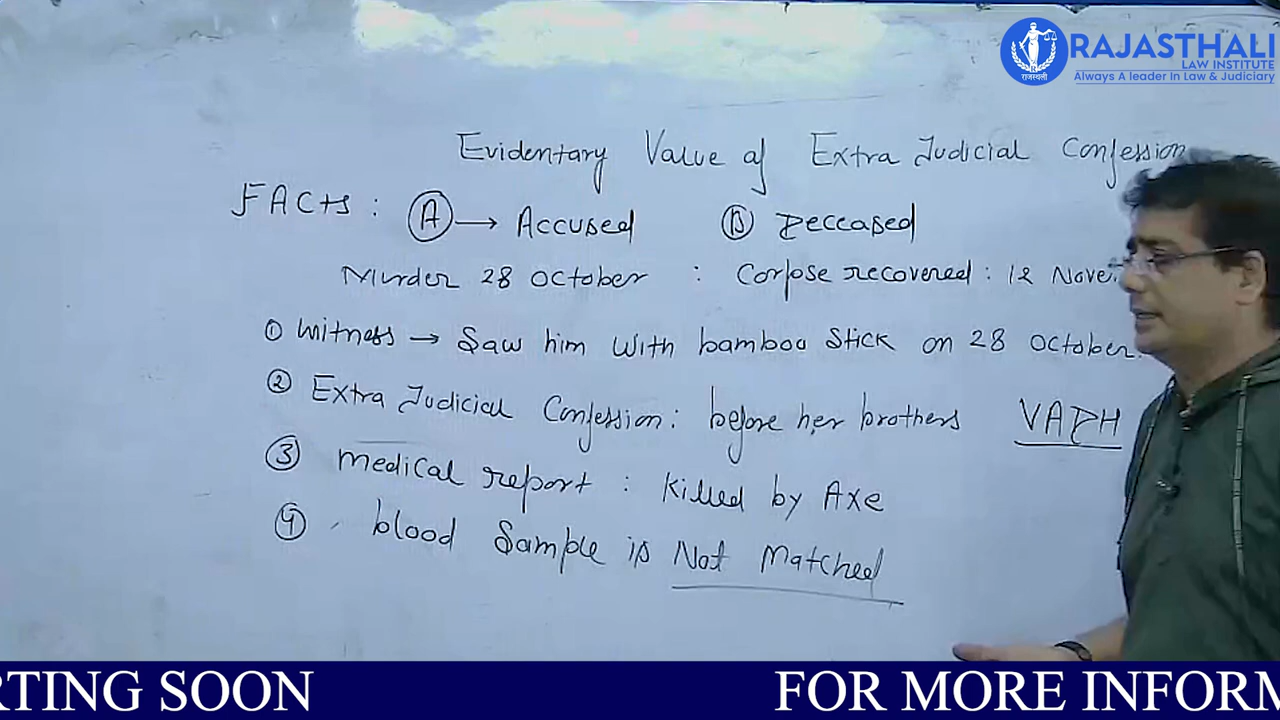 RAJASTHALI
LAW INSTITUTE
Always A leader In Law & Judiciary
राजस्थली
Evidentary Value of Extra Judicial Confession
FACts : A → Accused B Deceased
Murder 28 October : Corpse recovered : 12 Nove
① Witness → Saw him with bamboo stick on 28 October.
② Extra Judicial Confession : before her brothers VADH
③ medical report : killed by Axe
④ blood Sample is Not Matched
RTING SOON FOR MORE INFORM